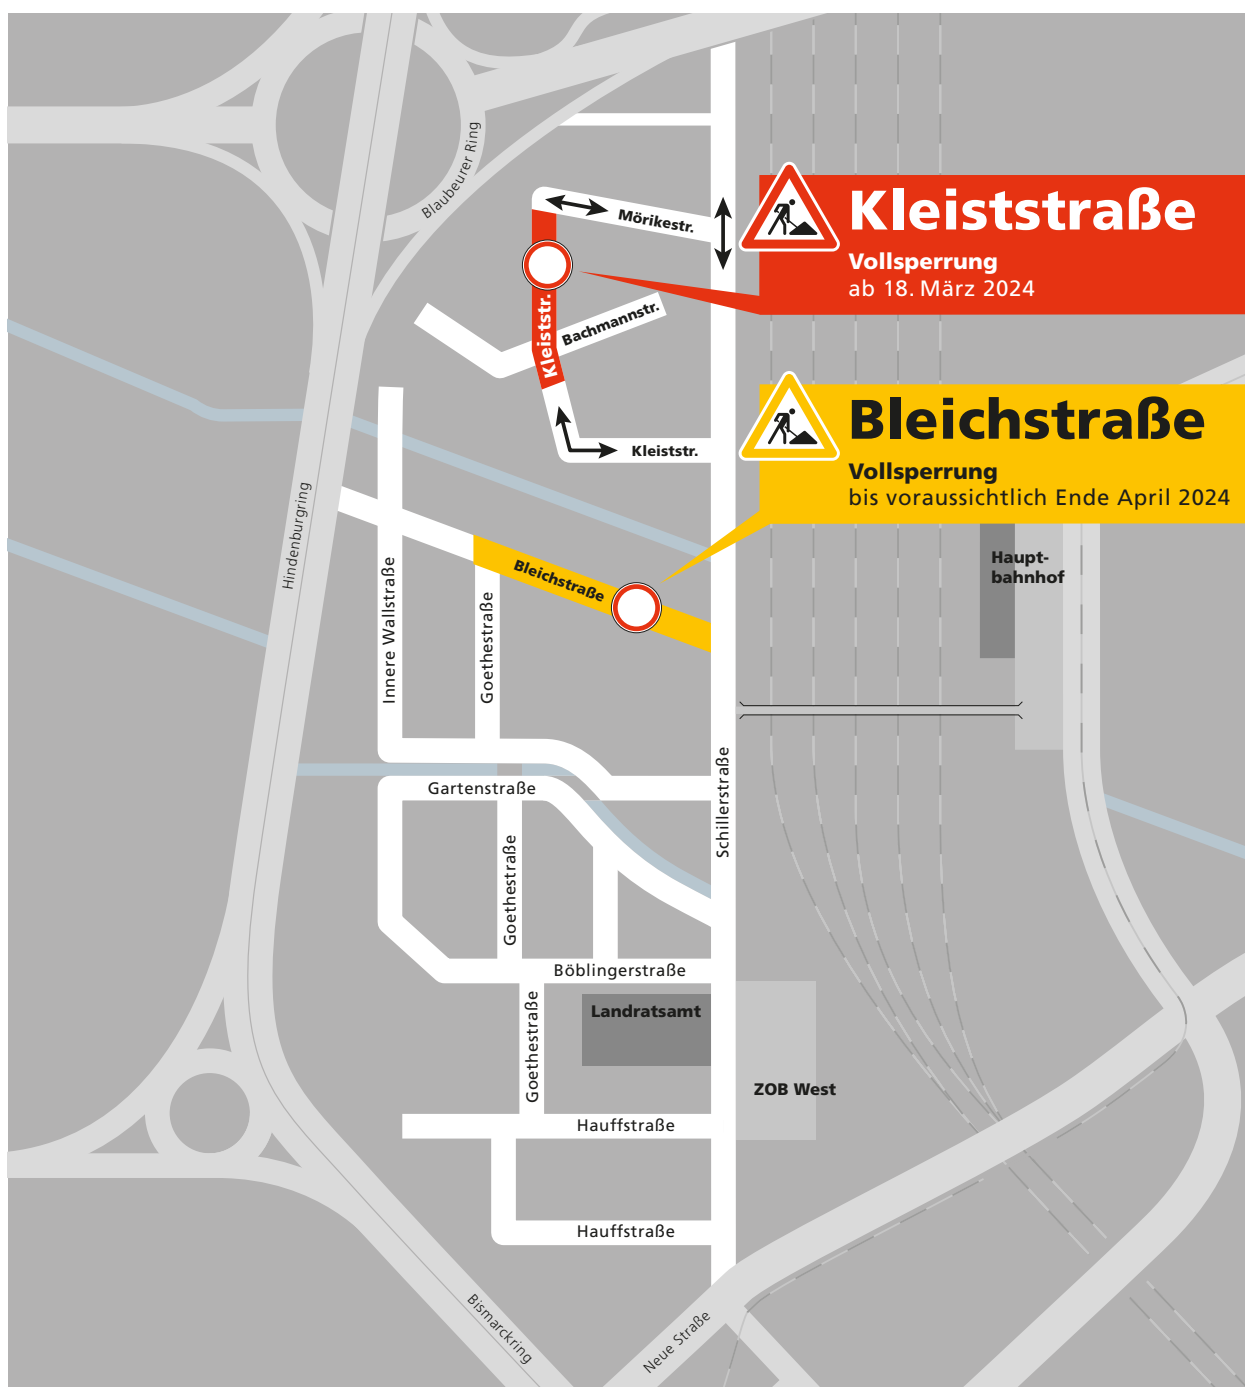 Blaubeurer Ring
Mörikestr.
Kleiststraße
Vollsperrung
ab 18. März 2024
Kleiststr.
Bachmannstr.
Kleiststr.
Bleichstraße
Vollsperrung
bis voraussichtlich Ende April 2024
Hindenburgring
Bleichstraße
Haupt-
bahnhof
Innere Wallstraße
Goethestraße
Gartenstraße
Schillerstraße
Goethestraße
Böblingerstraße
Landratsamt
Goethestraße
ZOB West
Hauffstraße
Hauffstraße
Bismarckring
Neue Straße